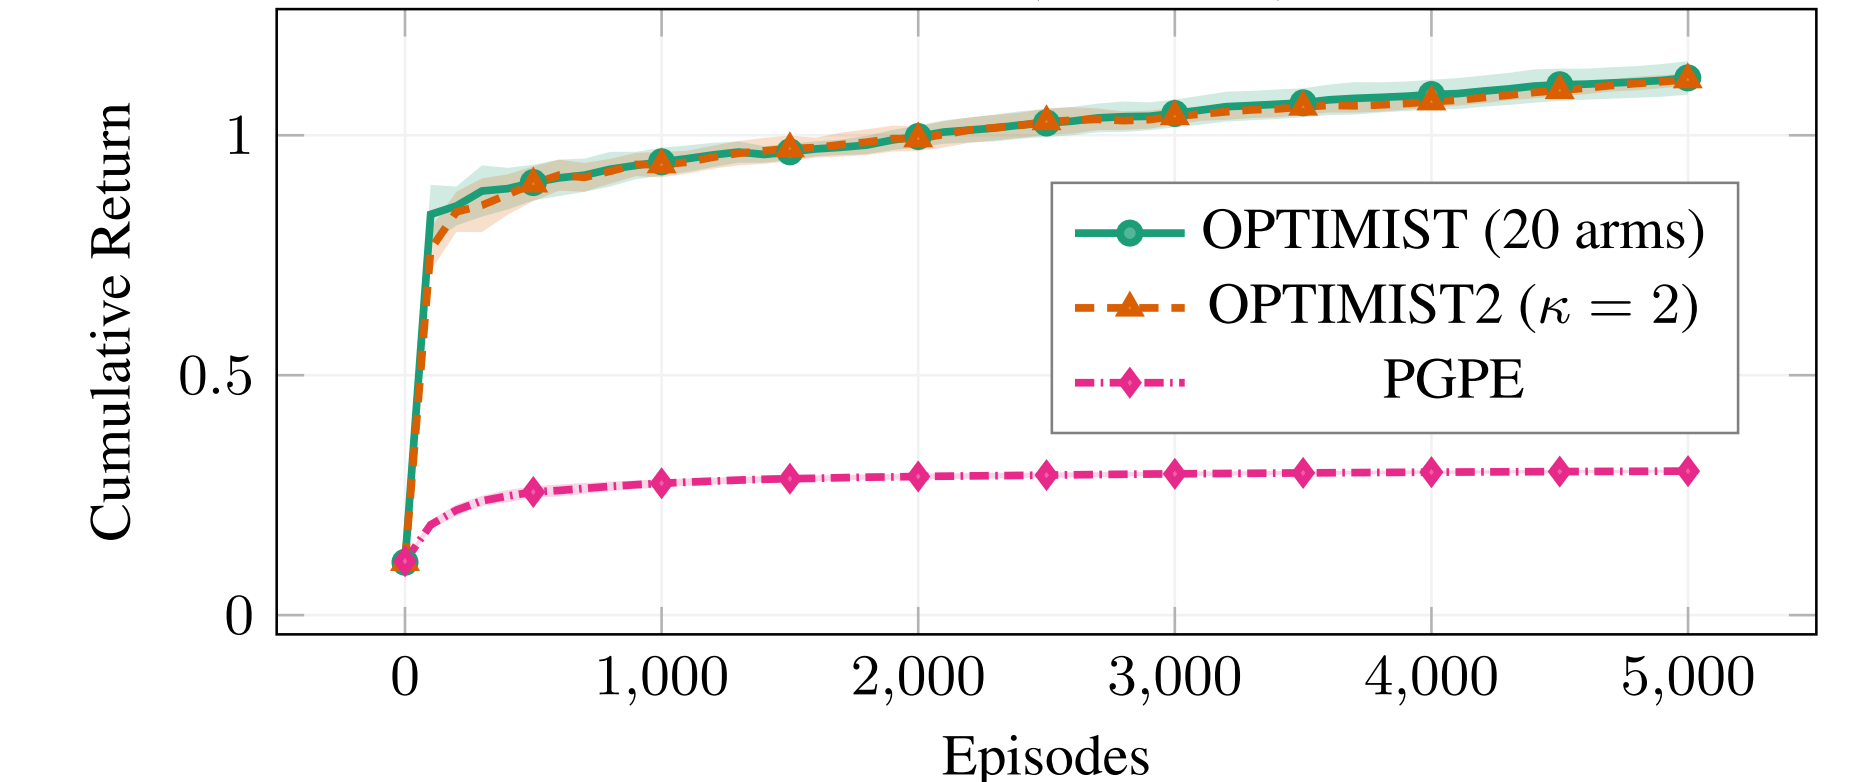 Cumulative Return
1
0.5
0
OPTIMIST (20 arms)
OPTIMIST2 (κ = 2)
PGPE
0 1,000 2,000 3,000 4,000 5,000
Episodes